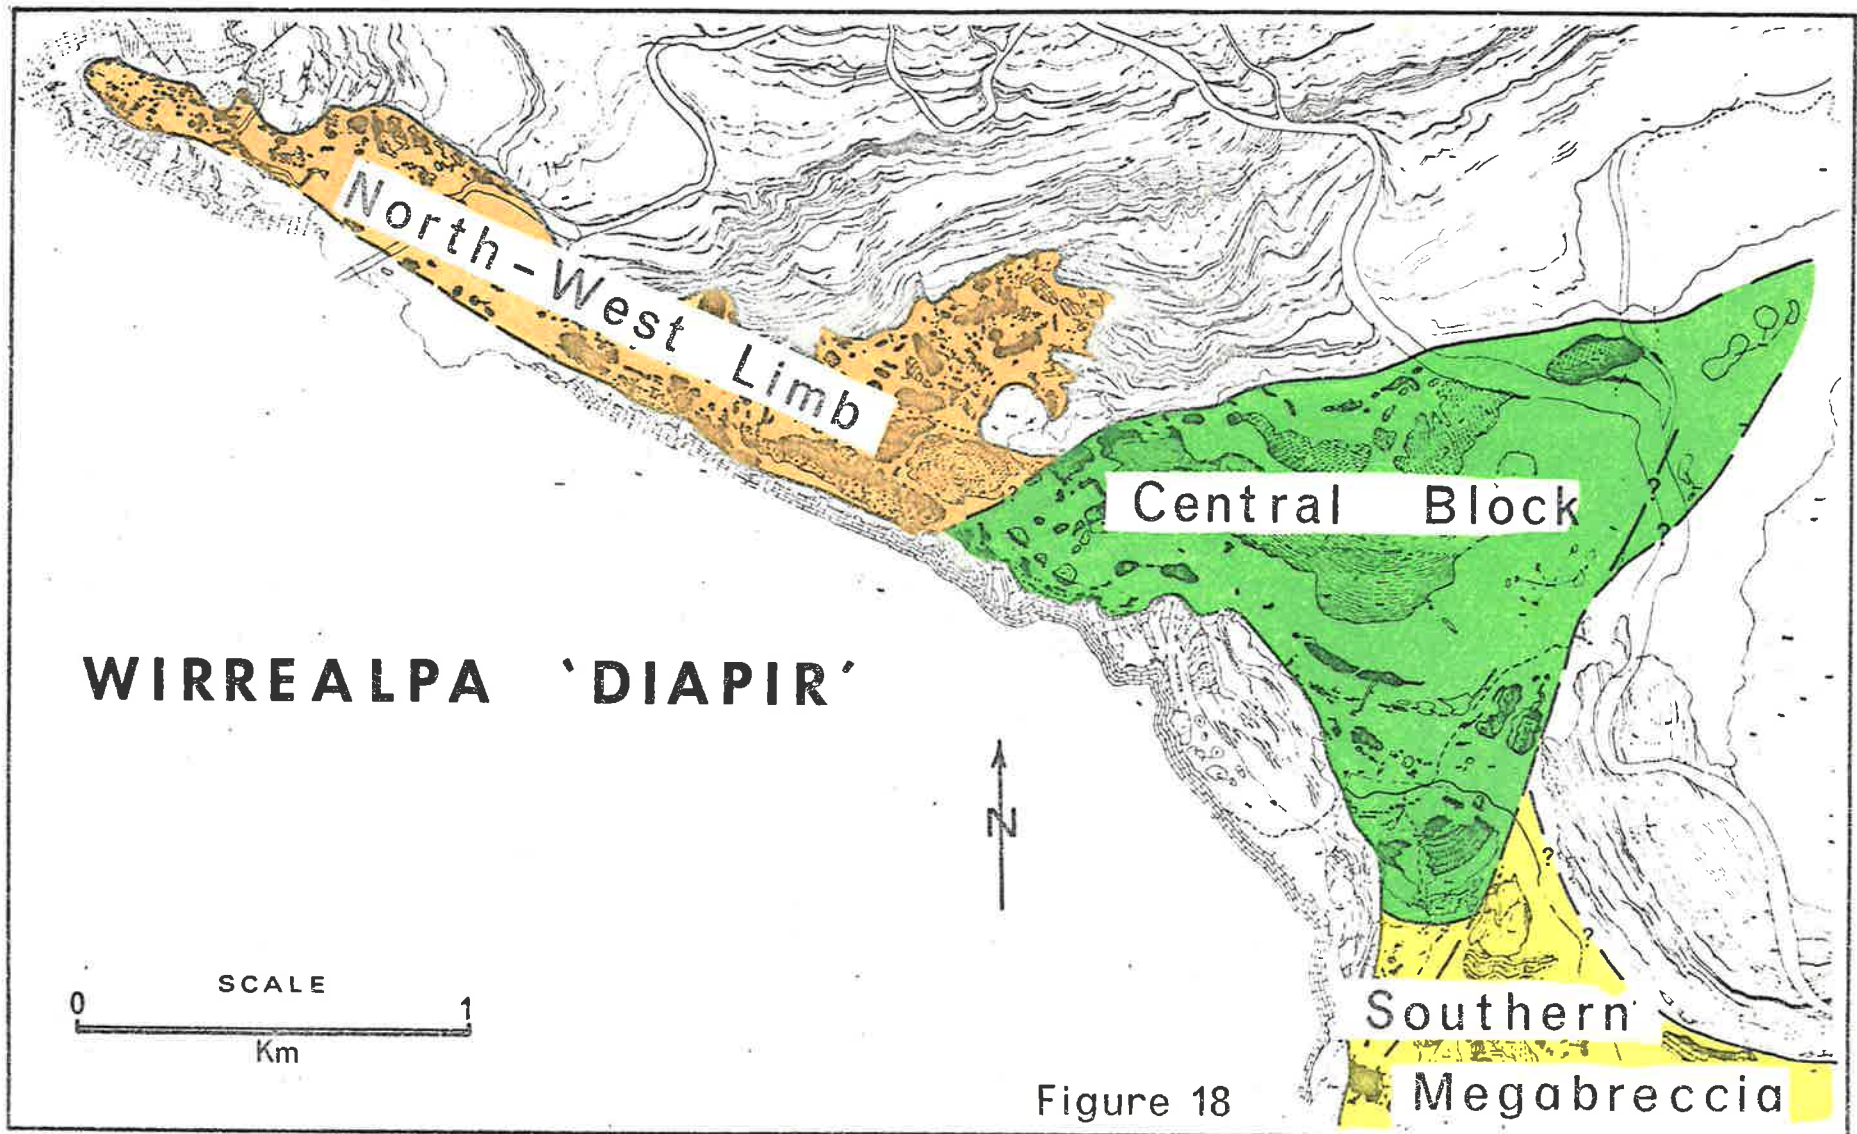 North-West Limb
Central Block
?
?
?
WIRREALPA 'DIAPIR'
N
?
?
SCALE
0 1
Km
Southern
Megabreccia
Figure 18